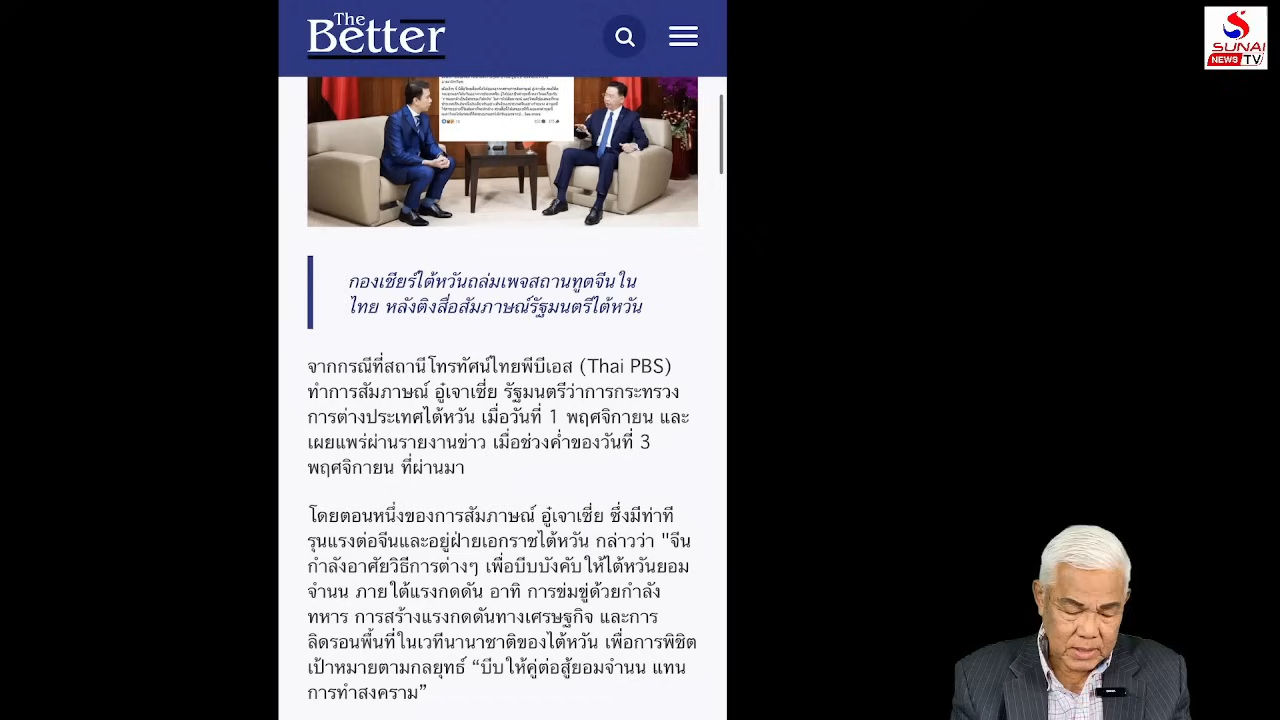 The
Better
SUNAI
NEWS TV
กองเชียร์ไต้หวันถล่มเพจสถานทูตจีนใน
ไทย หลังติงสื่อสัมภาษณ์รัฐมนตรีไต้หวัน
จากกรณีที่สถานีโทรทัศน์ไทยพีบีเอส (Thai PBS)
ทำการสัมภาษณ์ อู๋เจาเซี่ย รัฐมนตรีว่าการกระทรวง
การต่างประเทศไต้หวัน เมื่อวันที่ 1 พฤศจิกายน และ
เผยแพร่ผ่านรายงานข่าว เมื่อช่วงค่ำของวันที่ 3
พฤศจิกายน ที่ผ่านมา
โดยตอนหนึ่งของการสัมภาษณ์ อู๋เจาเซี่ย ซึ่งมีท่าที
รุนแรงต่อจีนและอยู่ฝ่ายเอกราชไต้หวัน กล่าวว่า "จีน
กำลังอาศัยวิธีการต่างๆ เพื่อบีบบังคับให้ไต้หวันยอม
จำนน ภายใต้แรงกดดัน อาทิ การข่มขู่ด้วยกำลัง
ทหาร การสร้างแรงกดดันทางเศรษฐกิจ และการ
ลิดรอนพื้นที่ในเวทีนานาชาติของไต้หวัน เพื่อการพิชิต
เป้าหมายตามกลยุทธ์ “บีบให้คู่ต่อสู้ยอมจำนน แทน
การทำสงคราม”